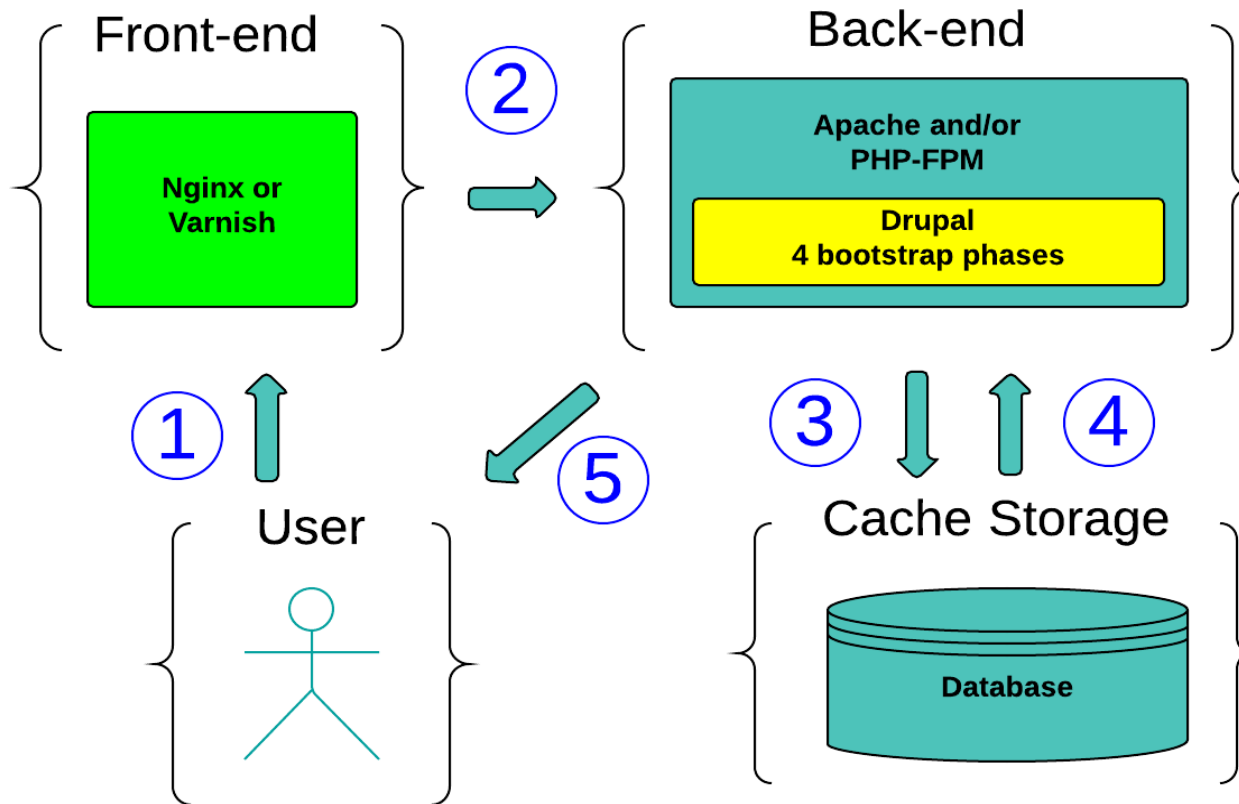 Front-end
Back-end
2
Apache and/or
PHP-FPM
Nginx or
Varnish
Drupal
4 bootstrap phases
1
5
3
4
User
Cache Storage
Database